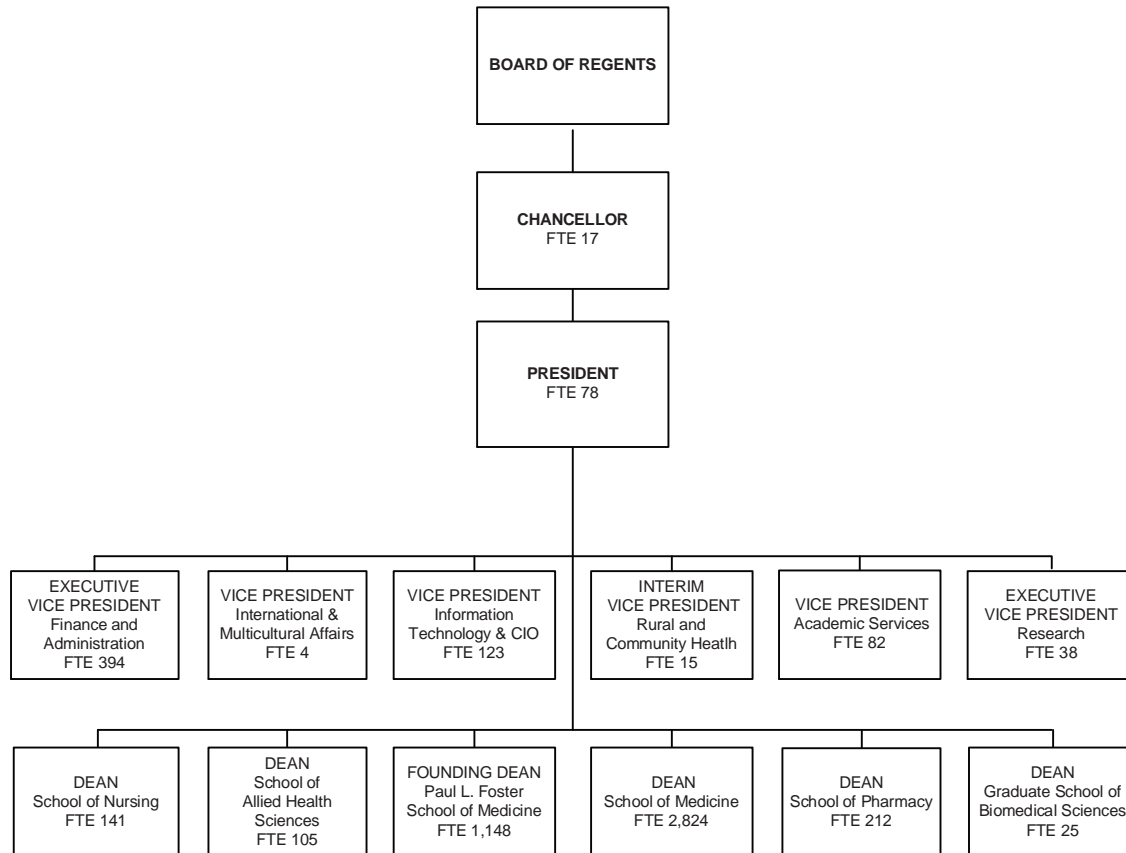 BOARD OF REGENTS
CHANCELLOR
FTE 17
PRESIDENT
FTE 78
EXECUTIVE
VICE PRESIDENT
Finance and
Administration
FTE 394
VICE PRESIDENT
International &
Multicultural Affairs
FTE 4
VICE PRESIDENT
Information
Technology & CIO
FTE 123
INTERIM
VICE PRESIDENT
Rural and
Community Heatlh
FTE 15
VICE PRESIDENT
Academic Services
FTE 82
EXECUTIVE
VICE PRESIDENT
Research
FTE 38
DEAN
School of Nursing
FTE 141
DEAN
School of
Allied Health
Sciences
FTE 105
FOUNDING DEAN
Paul L. Foster
School of Medicine
FTE 1,148
DEAN
School of Medicine
FTE 2,824
DEAN
School of Pharmacy
FTE 212
DEAN
Graduate School of
Biomedical Sciences
FTE 25